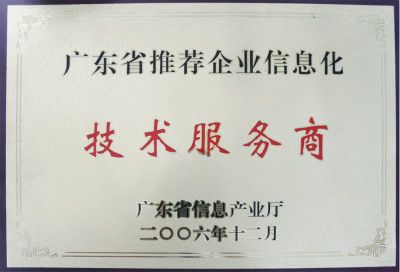 广东省推荐企业信息化
技术服务商
广东省信息产业厅
二〇〇六年十二月